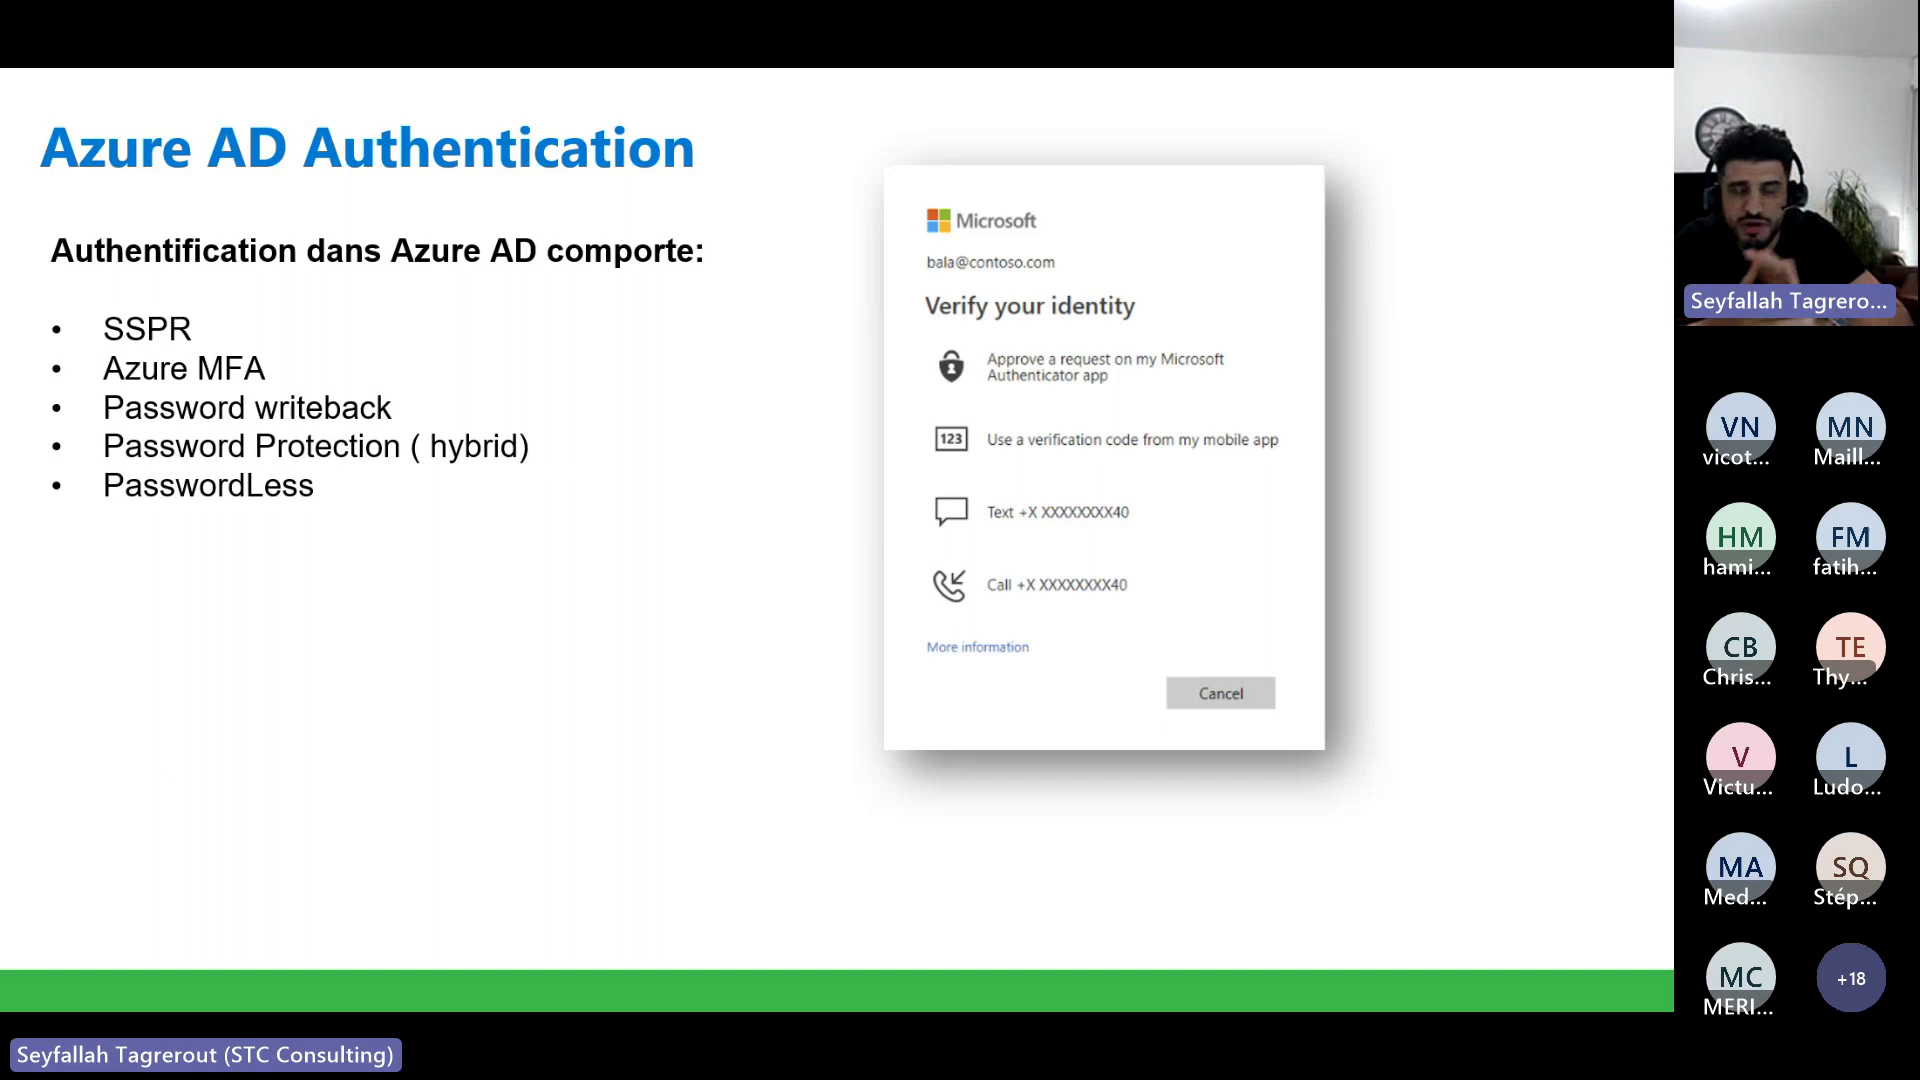 Azure AD Authentication
Authentification dans Azure AD comporte:
• SSPR
• Azure MFA
• Password writeback
• Password Protection ( hybrid)
• PasswordLess
Microsoft
bala@contoso.com
Verify your identity
Approve a request on my Microsoft
Authenticator app
123
Use a verification code from my mobile app
Text +X XXXXXXXX40
Call +X XXXXXXXX40
More information
Cancel
Seyfallah Tagrero...
VN
vicot...
MN
Maill...
HM
hami...
FM
fatih...
CB
Chris...
TE
Thy...
V
Victu...
L
Ludo...
MA
Med...
SQ
Stép...
MC
MERI...
+18
Seyfallah Tagrerout (STC Consulting)